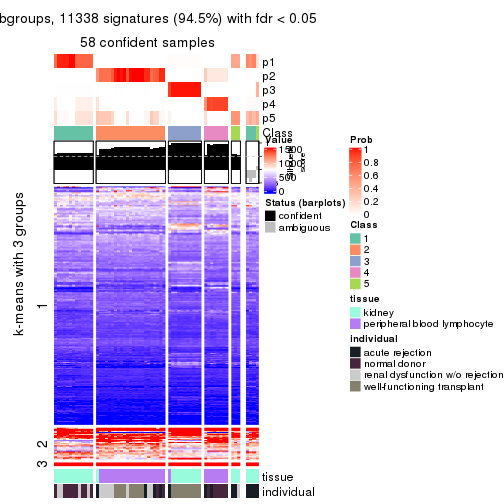 bgroups, 11338 signatures (94.5%) with fdr < 0.05
58 confident samples
p1
p2
p3
p4
p5
Class
k-means with 3 groups
1
2
3
tissue
individual
Value
1500
1000
500
0
Status (barplots)
confident
ambiguous
Prob
1
0.8
0.6
0.4
0.2
0
Class
1
2
3
4
5
tissue
kidney
peripheral blood lymphocyte
individual
acute rejection
normal donor
renal dysfunction w/o rejection
well-functioning transplant